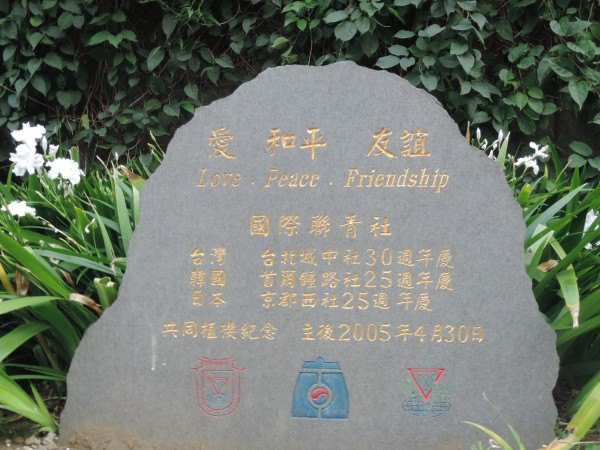 愛 和平 友誼
Love . Peace . Friendship
國際聯青社
台灣 台北城中社30週年慶
韓國 首爾鍾路社25週年慶
日本 京都西社25週年慶
共同植樸紀念 主後2005年4月30日